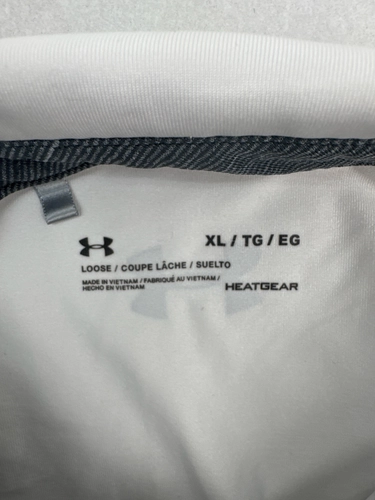 XL / TG / EG
LOOSE / COUPE LÂCHE / SUELTO
MADE IN VIETNAM / FABRIQUÉ AU VIETNAM /
HECHO EN VIETNAM
HEATGEAR